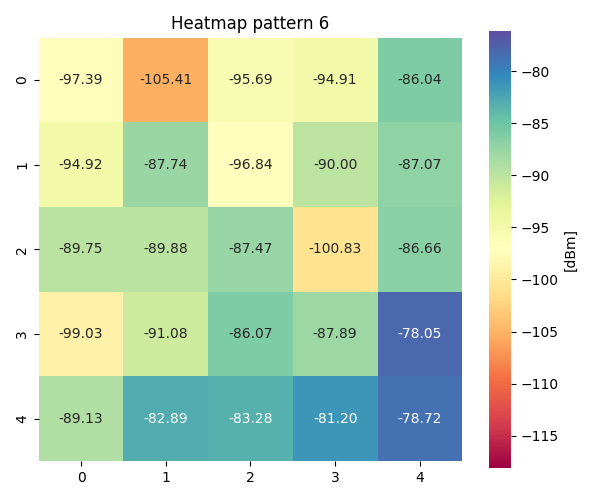 Heatmap pattern 6
0 -97.39 -105.41 -95.69 -94.91 -86.04
1 -94.92 -87.74 -96.84 -90.00 -87.07
2 -89.75 -89.88 -87.47 -100.83 -86.66
3 -99.03 -91.08 -86.07 -87.89 -78.05
4 -89.13 -82.89 -83.28 -81.20 -78.72
0 1 2 3 4
−80
−85
−90
−95
−100
−105
−110
−115
[dBm]